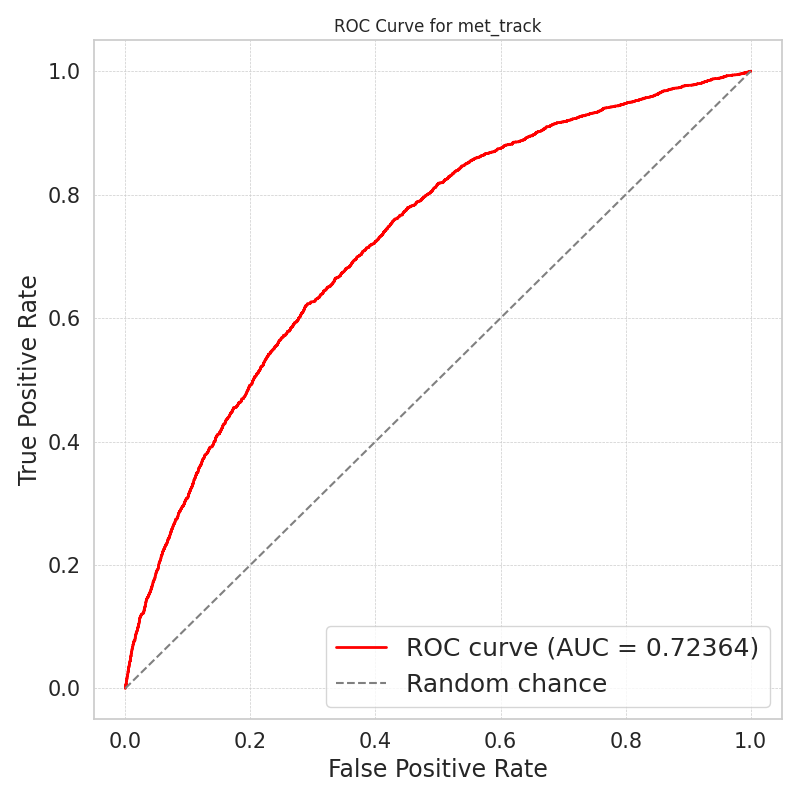 ROC Curve for met_track
True Positive Rate
1.0
0.8
0.6
0.4
0.2
0.0
ROC curve (AUC = 0.72364)
Random chance
0.0 0.2 0.4 0.6 0.8 1.0
False Positive Rate